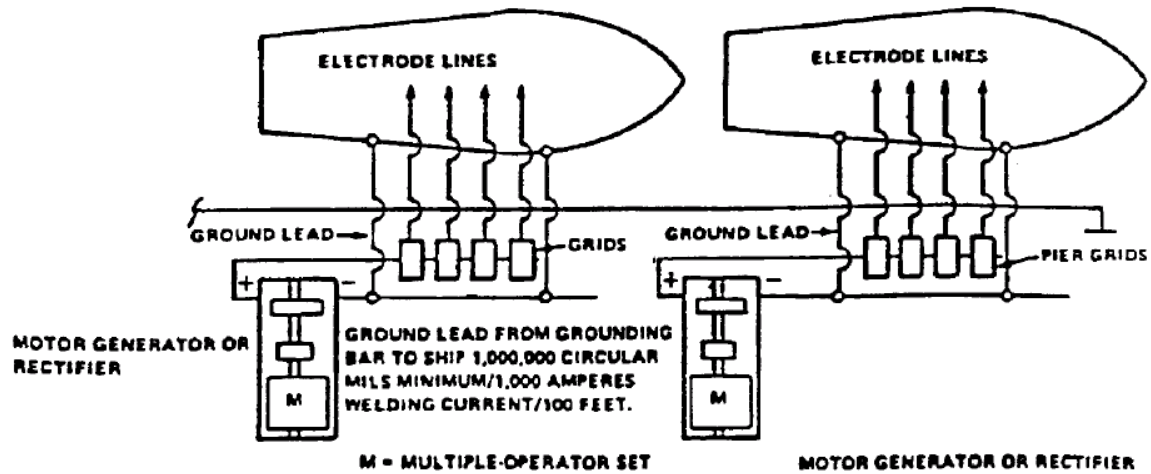 ELECTRODE LINES
ELECTRODE LINES
GROUND LEAD
GRIDS
GROUND LEAD
PIER GRIDS
+
−
+
−
MOTOR GENERATOR OR
RECTIFIER
M
GROUND LEAD FROM GROUNDING
BAR TO SHIP 1,000,000 CIRCULAR
MILS MINIMUM/1,000 AMPERES
WELDING CURRENT/100 FEET.
M
M = MULTIPLE-OPERATOR SET
MOTOR GENERATOR OR RECTIFIER